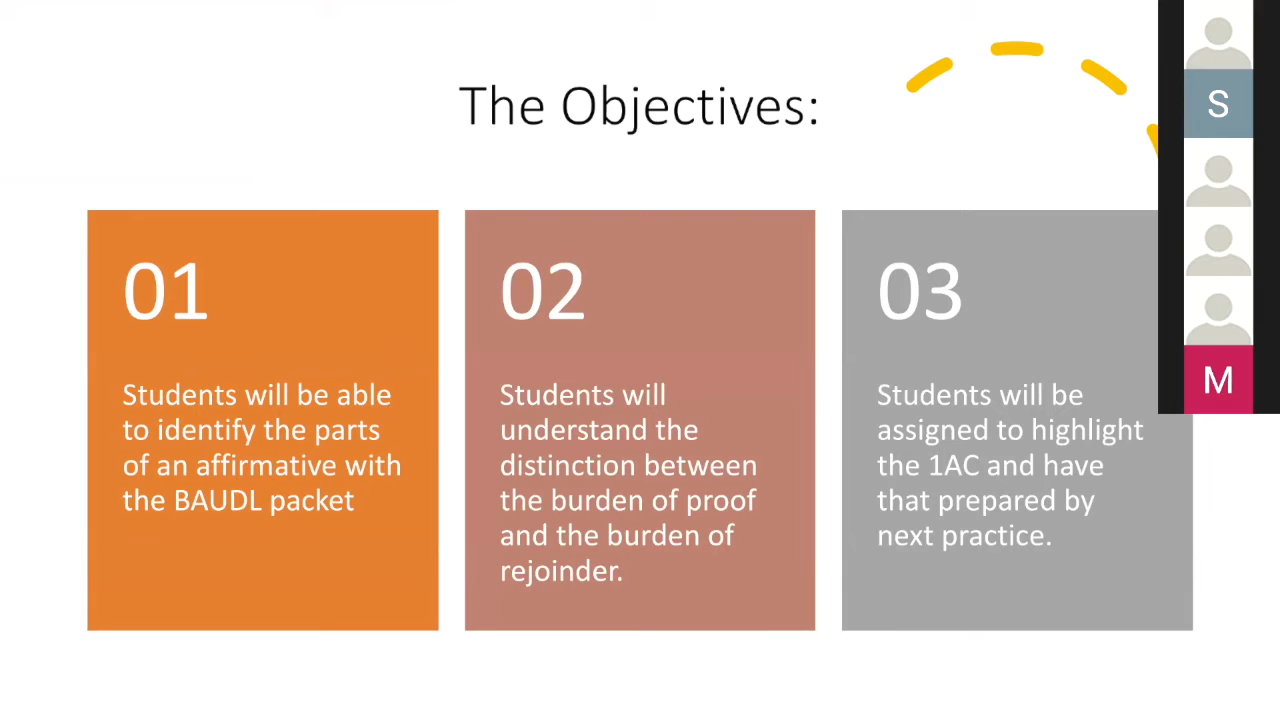 The Objectives:
01
Students will be able
to identify the parts
of an affirmative with
the BAUDL packet
02
Students will
understand the
distinction between
the burden of proof
and the burden of
rejoinder.
03
Students will be
assigned to highlight
the 1AC and have
that prepared by
next practice.
S
M